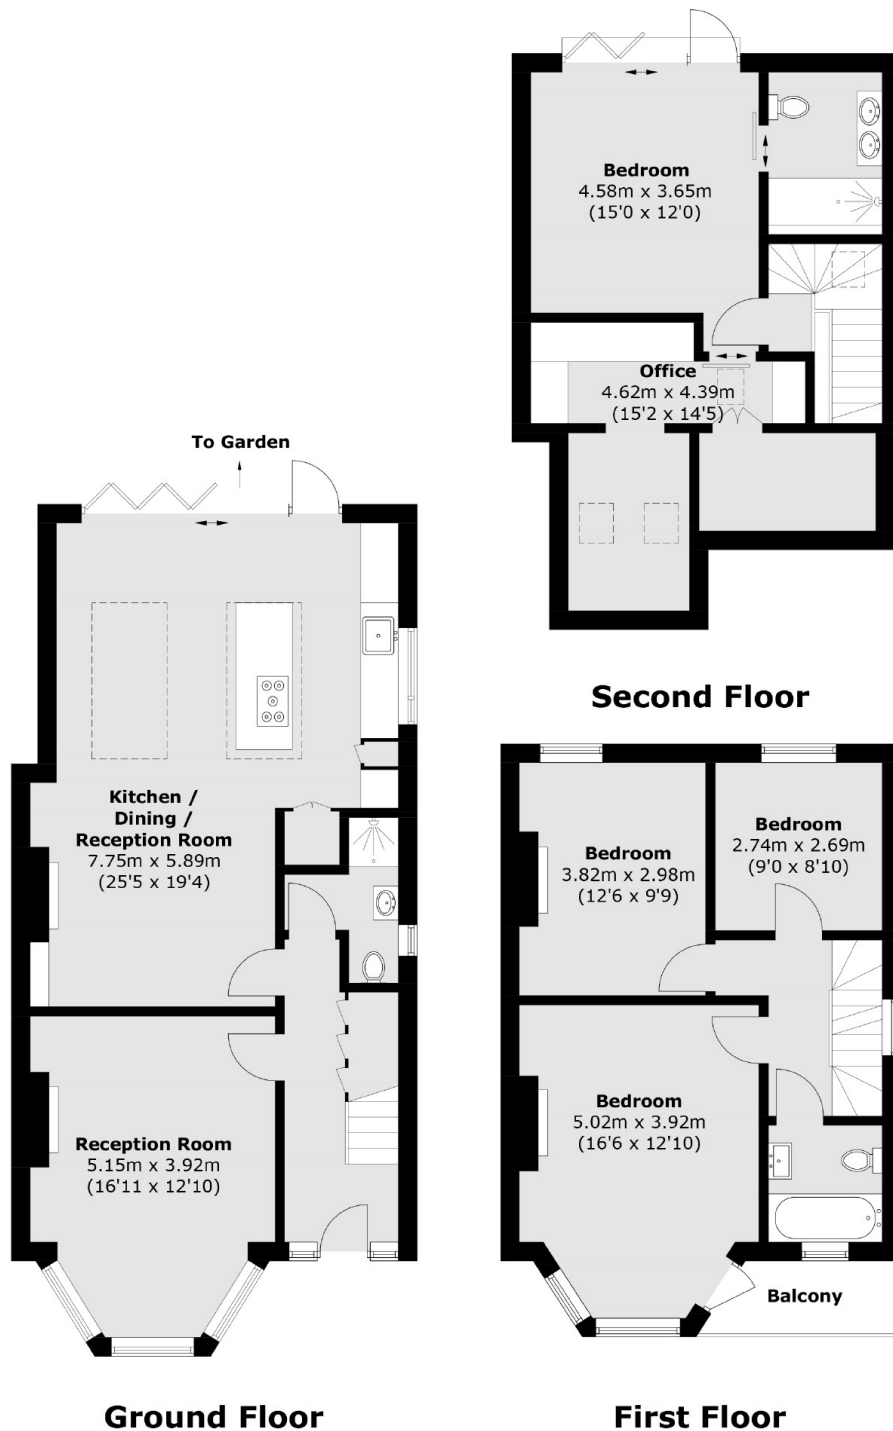 Bedroom
4.58m x 3.65m
(15'0 x 12'0)
Office
4.62m x 4.39m
(15'2 x 14'5)
Second Floor
To Garden
Kitchen /
Dining /
Reception Room
7.75m x 5.89m
(25'5 x 19'4)
Reception Room
5.15m x 3.92m
(16'11 x 12'10)
Ground Floor
Bedroom
3.82m x 2.98m
(12'6 x 9'9)
Bedroom
2.74m x 2.69m
(9'0 x 8'10)
Bedroom
5.02m x 3.92m
(16'6 x 12'10)
Balcony
First Floor